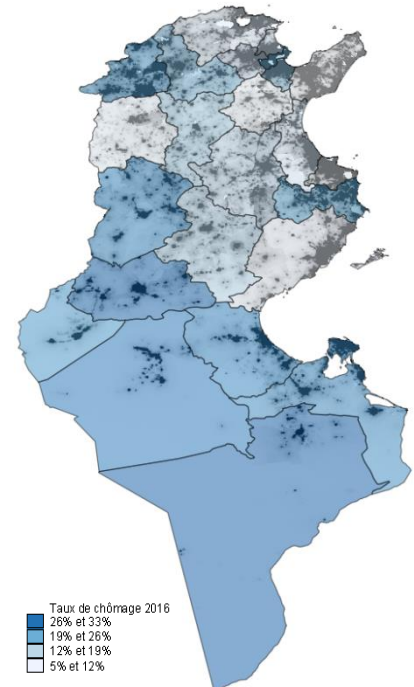 Taux de chômage 2016
26% et 33%
19% et 26%
12% et 19%
5% et 12%